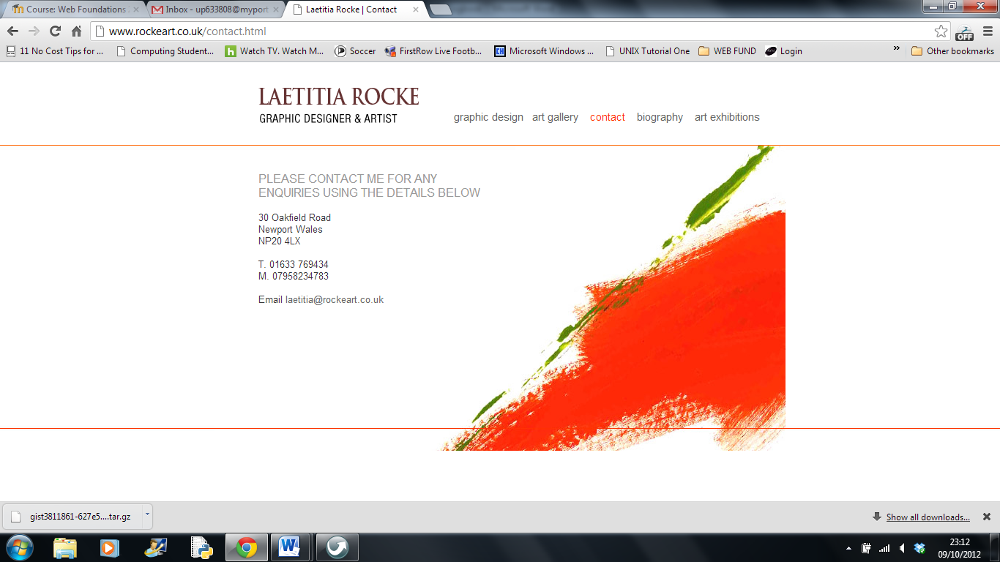 Course: Web Foundations
Inbox - up633808@myport
Laetitia Rocke | Contact
www.rockeart.co.uk/contact.html
OFF
11 No Cost Tips for ...
Computing Student...
h
Watch TV. Watch M...
Soccer
FirstRow Live Footb...
CH
Microsoft Windows ...
UNIX Tutorial One
WEB FUND
Login
»
Other bookmarks
LAETITIA ROCKE
GRAPHIC DESIGNER & ARTIST
graphic design art gallery contact biography art exhibitions
PLEASE CONTACT ME FOR ANY
ENQUIRIES USING THE DETAILS BELOW
30 Oakfield Road
Newport Wales
NP20 4LX
T. 01633 769434
M. 07958234783
Email laetitia@rockeart.co.uk
gist3811861-627e5....tar.gz
Show all downloads...
W
23:12
09/10/2012